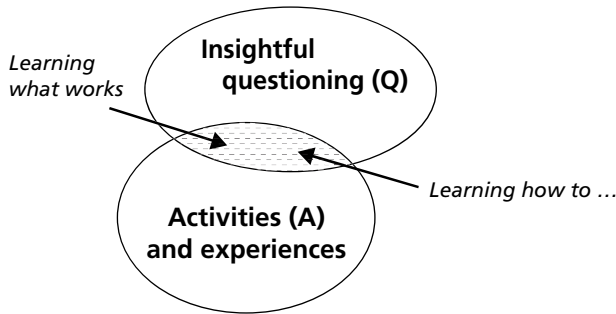 Insightful
questioning (Q)
Learning
what works
Learning how to ...
Activities (A)
and experiences